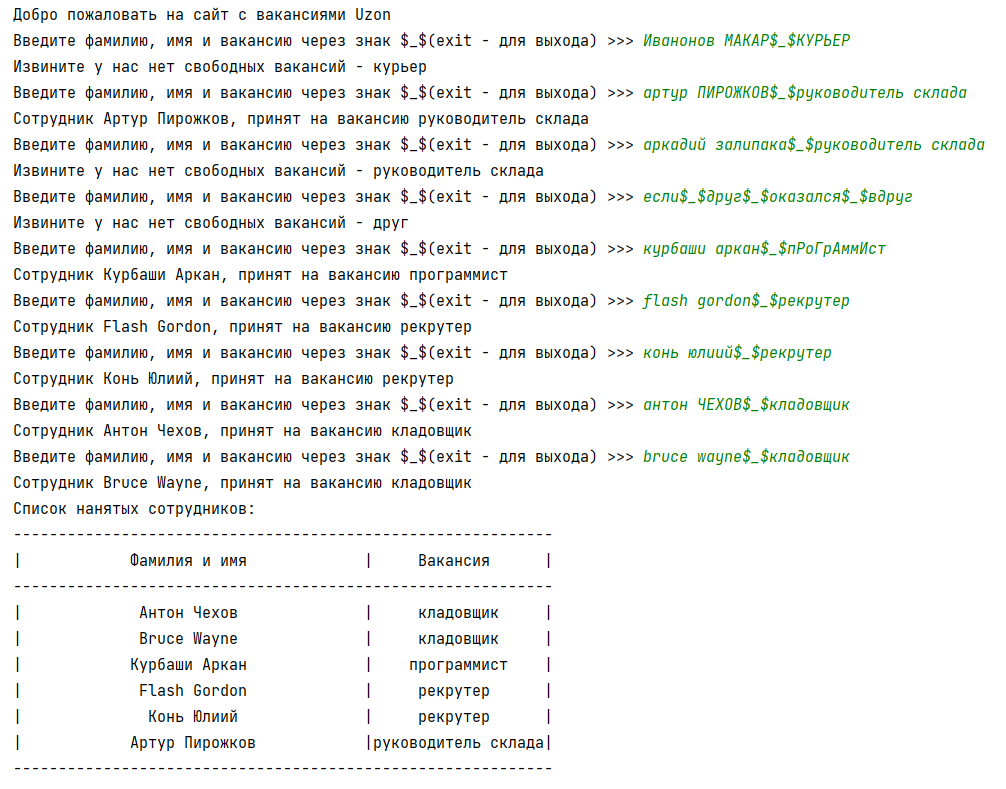 Добро пожаловать на сайт с вакансиями Uzon
Введите фамилию, имя и вакансию через знак $_$(exit - для выхода) >>> Иванонов МАКАР$_$КУРЬЕР
Извините у нас нет свободных вакансий - курьер
Введите фамилию, имя и вакансию через знак $_$(exit - для выхода) >>> артур ПИРОЖКОВ$_$руководитель склада
Сотрудник Артур Пирожков, принят на вакансию руководитель склада
Введите фамилию, имя и вакансию через знак $_$(exit - для выхода) >>> аркадий залипака$_$руководитель склада
Извините у нас нет свободных вакансий - руководитель склада
Введите фамилию, имя и вакансию через знак $_$(exit - для выхода) >>> если$_$друг$_$оказался$_$вдруг
Извините у нас нет свободных вакансий - друг
Введите фамилию, имя и вакансию через знак $_$(exit - для выхода) >>> курбаши аркан$_$пРоГрАммИст
Сотрудник Курбаши Аркан, принят на вакансию программист
Введите фамилию, имя и вакансию через знак $_$(exit - для выхода) >>> flash gordon$_$рекрутер
Сотрудник Flash Gordon, принят на вакансию рекрутер
Введите фамилию, имя и вакансию через знак $_$(exit - для выхода) >>> конь юлиий$_$рекрутер
Сотрудник Конь Юлиий, принят на вакансию рекрутер
Введите фамилию, имя и вакансию через знак $_$(exit - для выхода) >>> антон ЧЕХОВ$_$кладовщик
Сотрудник Антон Чехов, принят на вакансию кладовщик
Введите фамилию, имя и вакансию через знак $_$(exit - для выхода) >>> bruce wayne$_$кладовщик
Сотрудник Bruce Wayne, принят на вакансию кладовщик
Список нанятых сотрудников:
------------------------------------------------------------
| Фамилия и имя | Вакансия |
------------------------------------------------------------
| Антон Чехов | кладовщик |
| Bruce Wayne | кладовщик |
| Курбаши Аркан | программист |
| Flash Gordon | рекрутер |
| Конь Юлиий | рекрутер |
| Артур Пирожков |руководитель склада|
------------------------------------------------------------